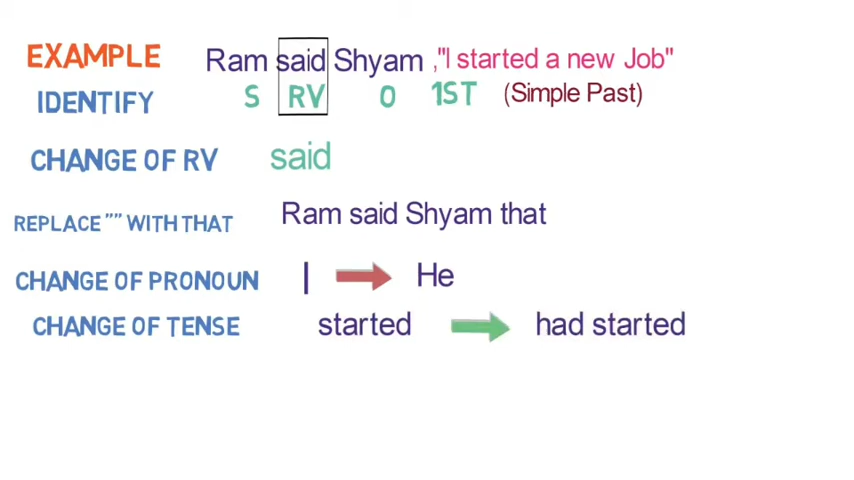 EXAMPLE Ram said Shyam ,"I started a new Job"
IDENTIFY S RV O 1ST (Simple Past)
CHANGE OF RV said
REPLACE "" WITH THAT Ram said Shyam that
CHANGE OF PRONOUN I He
CHANGE OF TENSE started had started